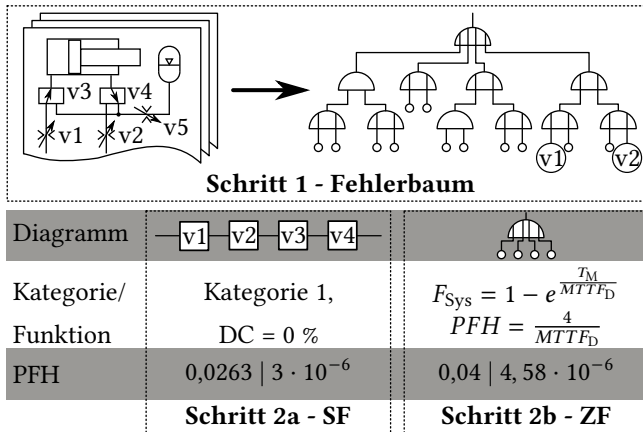 v3 v4
v1 v2 v5
v1 v2
Schritt 1 - Fehlerbaum
Diagramm v1 v2 v3 v4
Kategorie/ Kategorie 1, F_Sys = 1 − e^(T_M/MTTF_D)
Funktion DC = 0 % PFH = 4/MTTF_D
PFH 0,0263 | 3 · 10⁻⁶ 0,04 | 4, 58 · 10⁻⁶
Schritt 2a - SF Schritt 2b - ZF